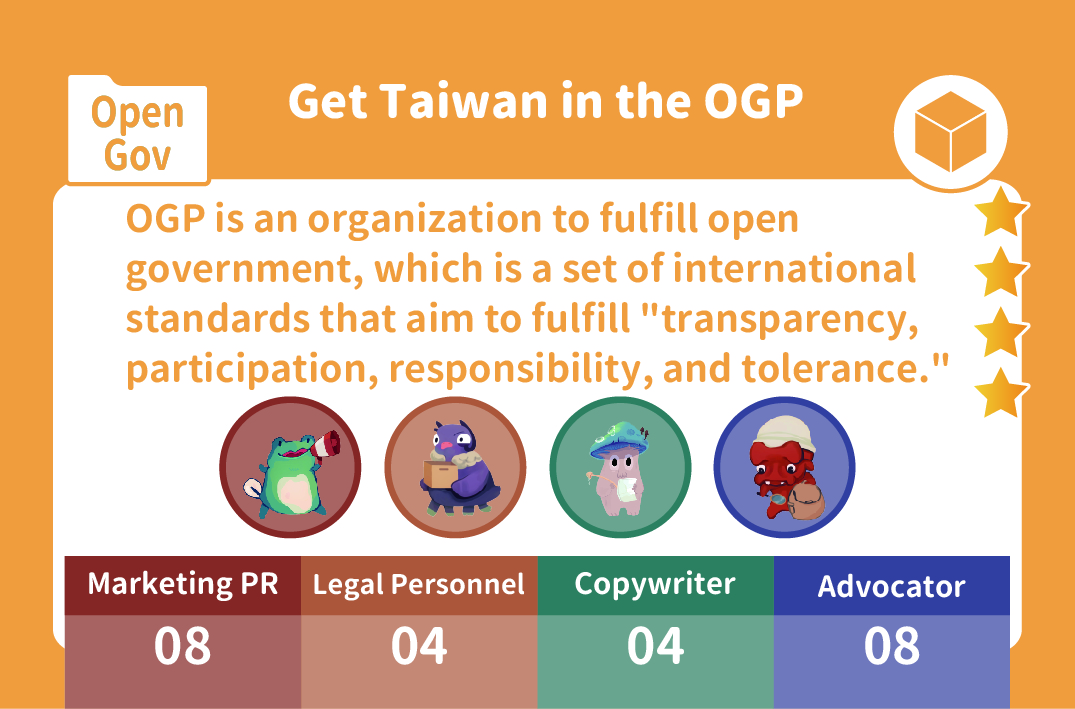 Open
Gov
Get Taiwan in the OGP
OGP is an organization to fulfill open
government, which is a set of international
standards that aim to fulfill "transparency,
participation, responsibility, and tolerance."
Marketing PR
Legal Personnel
Copywriter
Advocator
08
04
04
08